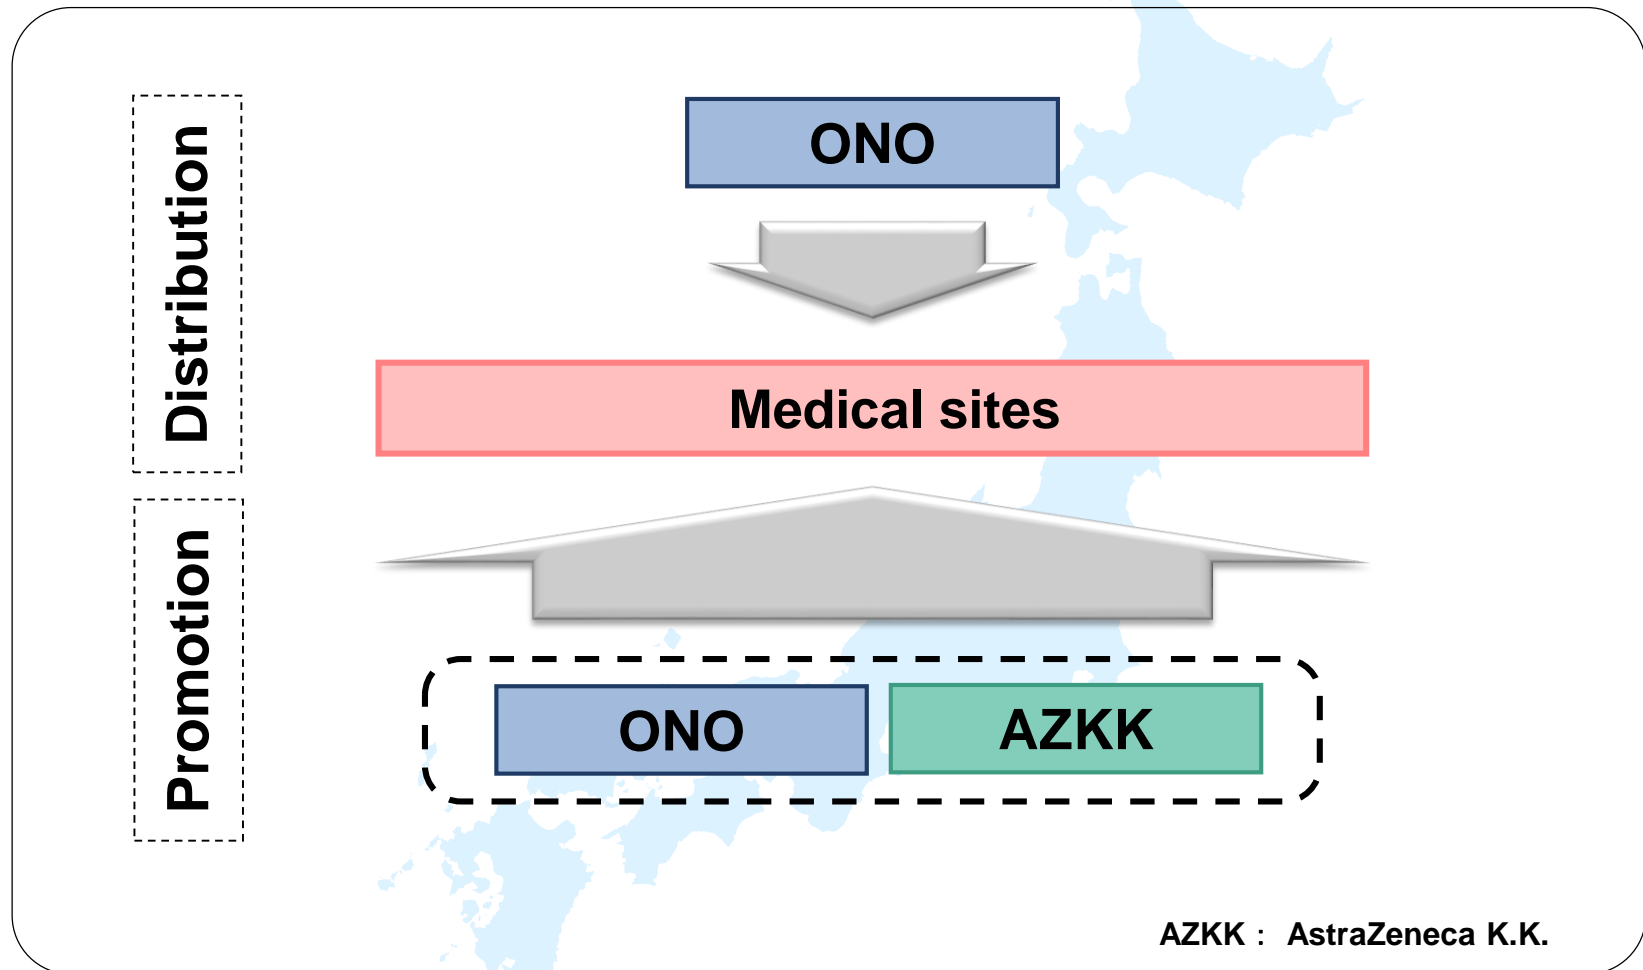 Distribution
ONO
Medical sites
Promotion
ONO
AZKK
AZKK : AstraZeneca K.K.